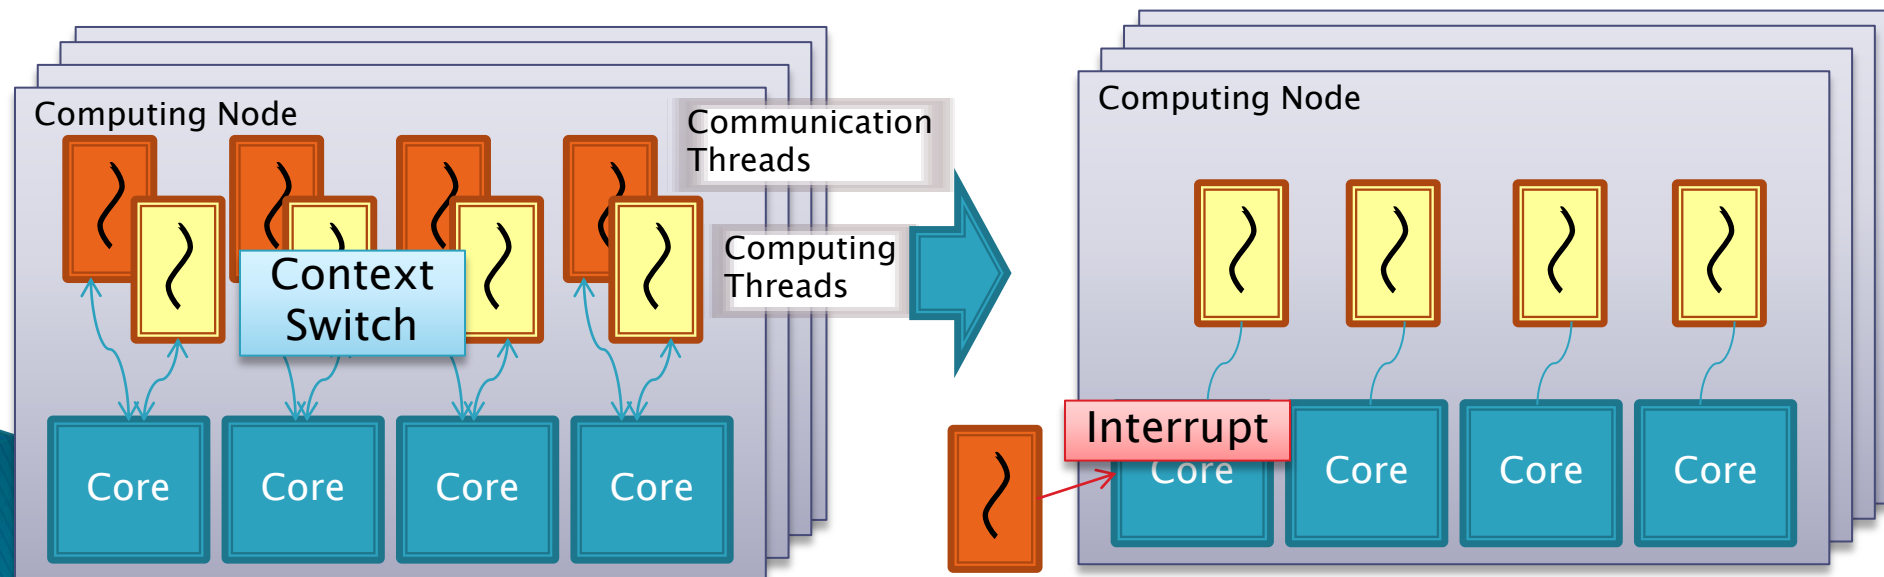 Computing Node
Communication
Threads
Computing
Threads
Context
Switch
Core
Core
Core
Core
Computing Node
Interrupt
Core
Core
Core
Core